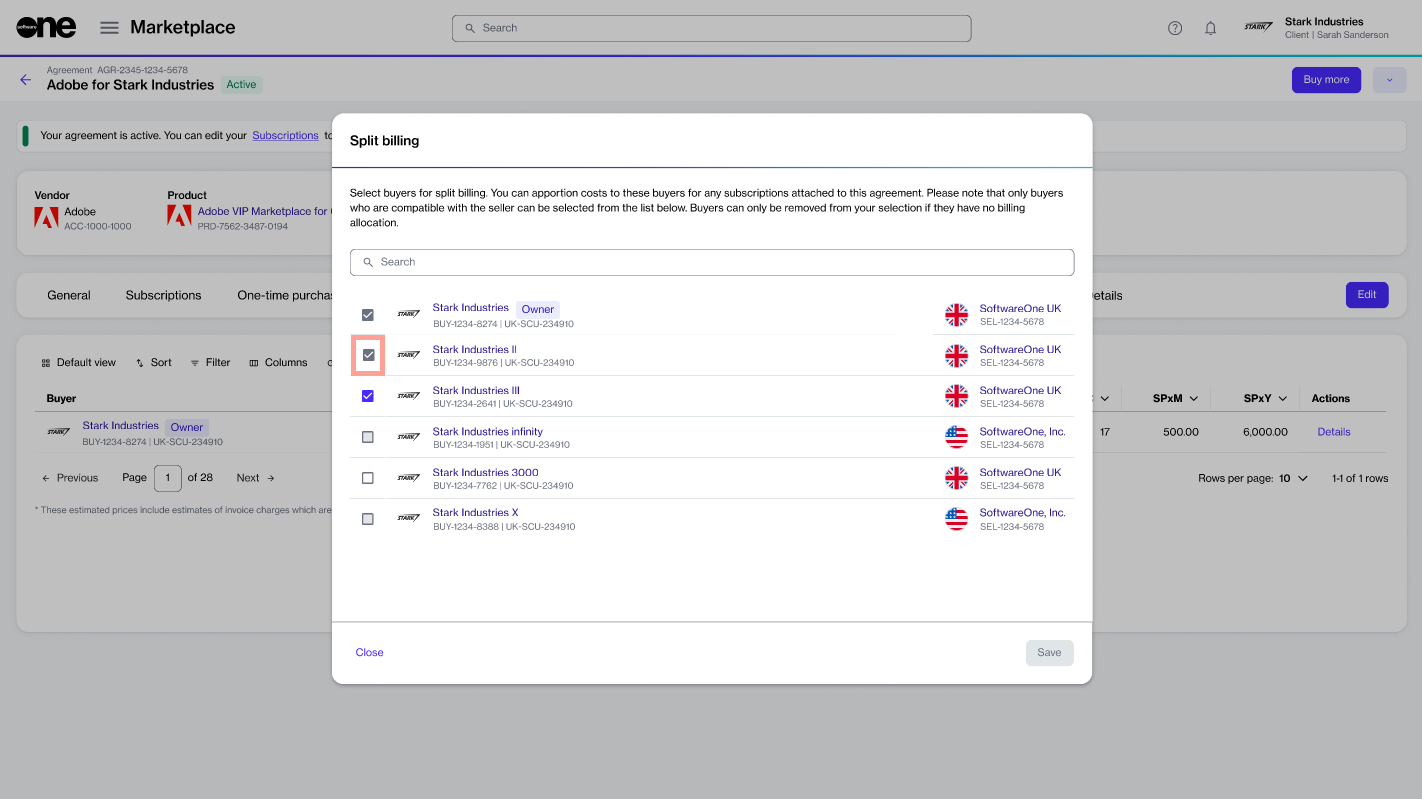 software one
Marketplace
Search
STARK
Stark Industries
Client | Sarah Sanderson
Agreement AGR-2345-1234-5678
Adobe for Stark Industries
Active
Buy more
Your agreement is active. You can edit your Subscriptions to
Vendor
Adobe
ACC-1000-1000
Product
Adobe VIP Marketplace for
PRD-7562-3487-0194
General
Subscriptions
One-time purchas
etails
Edit
Default view
Sort
Filter
Columns
Buyer
SPxM
SPxY
Actions
STARK
Stark Industries
Owner
BUY-1234-8274 | UK-SCU-234910
17
500.00
6,000.00
Details
Previous
Page
1
of 28
Next
Rows per page: 10
1-1 of 1 rows
* These estimated prices include estimates of invoice charges which are
Split billing
Select buyers for split billing. You can apportion costs to these buyers for any subscriptions attached to this agreement. Please note that only buyers
who are compatible with the seller can be selected from the list below. Buyers can only be removed from your selection if they have no billing
allocation.
Search
STARK
Stark Industries
Owner
BUY-1234-8274 | UK-SCU-234910
SoftwareOne UK
SEL-1234-5678
STARK
Stark Industries II
BUY-1234-9876 | UK-SCU-234910
SoftwareOne UK
SEL-1234-5678
STARK
Stark Industries III
BUY-1234-2641 | UK-SCU-234910
SoftwareOne UK
SEL-1234-5678
STARK
Stark Industries infinity
BUY-1234-1951 | UK-SCU-234910
SoftwareOne, Inc.
SEL-1234-5678
STARK
Stark Industries 3000
BUY-1234-7762 | UK-SCU-234910
SoftwareOne UK
SEL-1234-5678
STARK
Stark Industries X
BUY-1234-8388 | UK-SCU-234910
SoftwareOne, Inc.
SEL-1234-5678
Close
Save